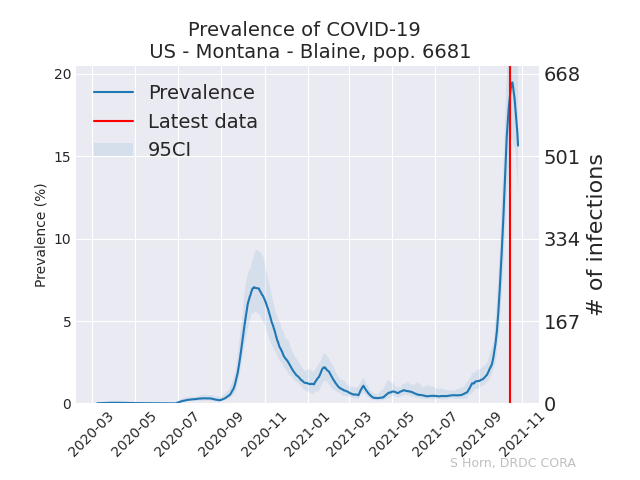 Prevalence of COVID-19
US - Montana - Blaine, pop. 6681
Prevalence
Latest data
95CI
Prevalence (%)
20
15
10
5
0
668
501
334
167
0
# of infections
2020-03
2020-05
2020-07
2020-09
2020-11
2021-01
2021-03
2021-05
2021-07
2021-09
2021-11
S Horn, DRDC CORA